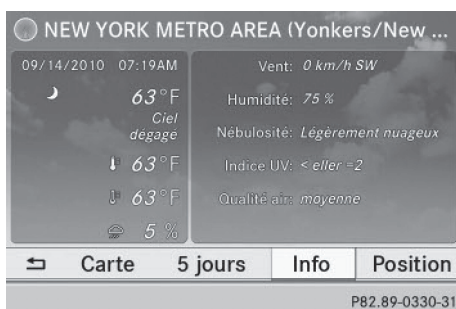 NEW YORK METRO AREA (Yonkers/New ...
09/14/2010 07:19AM
63°F
Ciel
dégagé
63°F
63°F
5 %
Vent: 0 km/h SW
Humidité: 75 %
Nébulosité: Légèrement nuageux
Indice UV: < eller =2
Qualité air: moyenne
Carte 5 jours Info Position
P82.89-0330-31